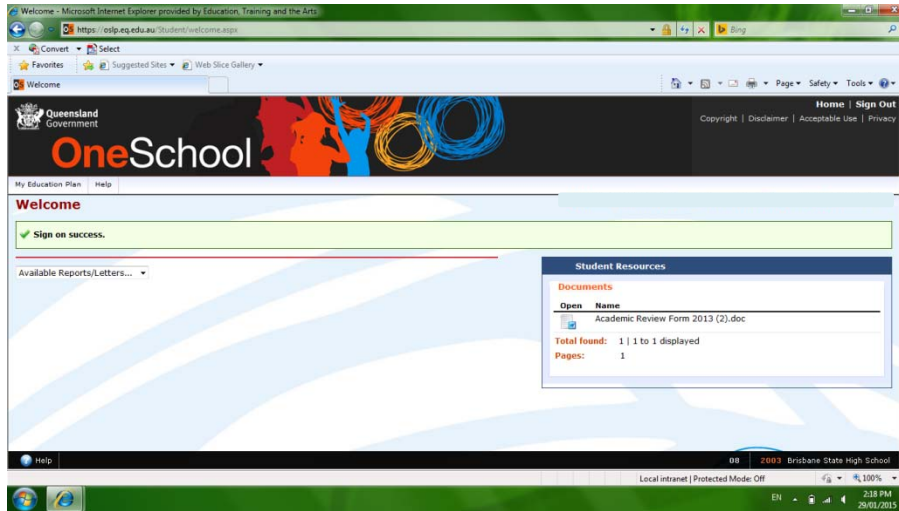 Welcome - Microsoft Internet Explorer provided by Education, Training and the Arts
https://oslp.eq.edu.au/Student/welcome.aspx
Bing
X Convert Select
Favorites Suggested Sites Web Slice Gallery
Welcome
Page Safety Tools
Queensland
Government
Home | Sign Out
Copyright | Disclaimer | Acceptable Use | Privacy
OneSchool
My Education Plan Help
Welcome
Sign on success.
Available Reports/Letters...
Student Resources
Documents
Open Name
Academic Review Form 2013 (2).doc
Total found: 1 | 1 to 1 displayed
Pages: 1
Help
08 2003 Brisbane State High School
Local intranet | Protected Mode: Off
100%
EN
2:18 PM
29/01/2015